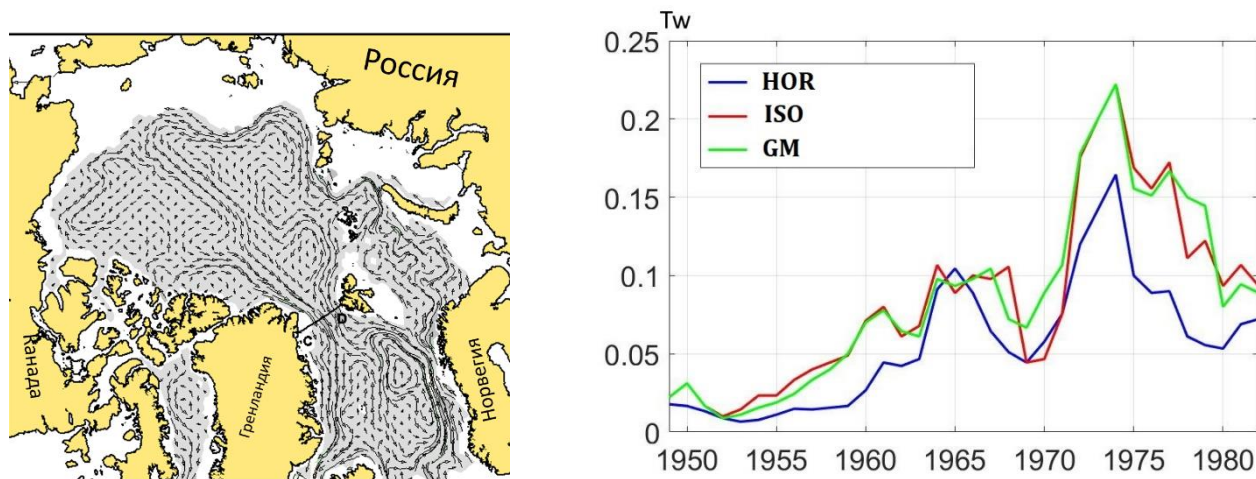 Россия
Канада
Гренландия
Норвегия
C
D
Tw
0.25
0.2
0.15
0.1
0.05
0
HOR
ISO
GM
1950
1955
1960
1965
1970
1975
1980